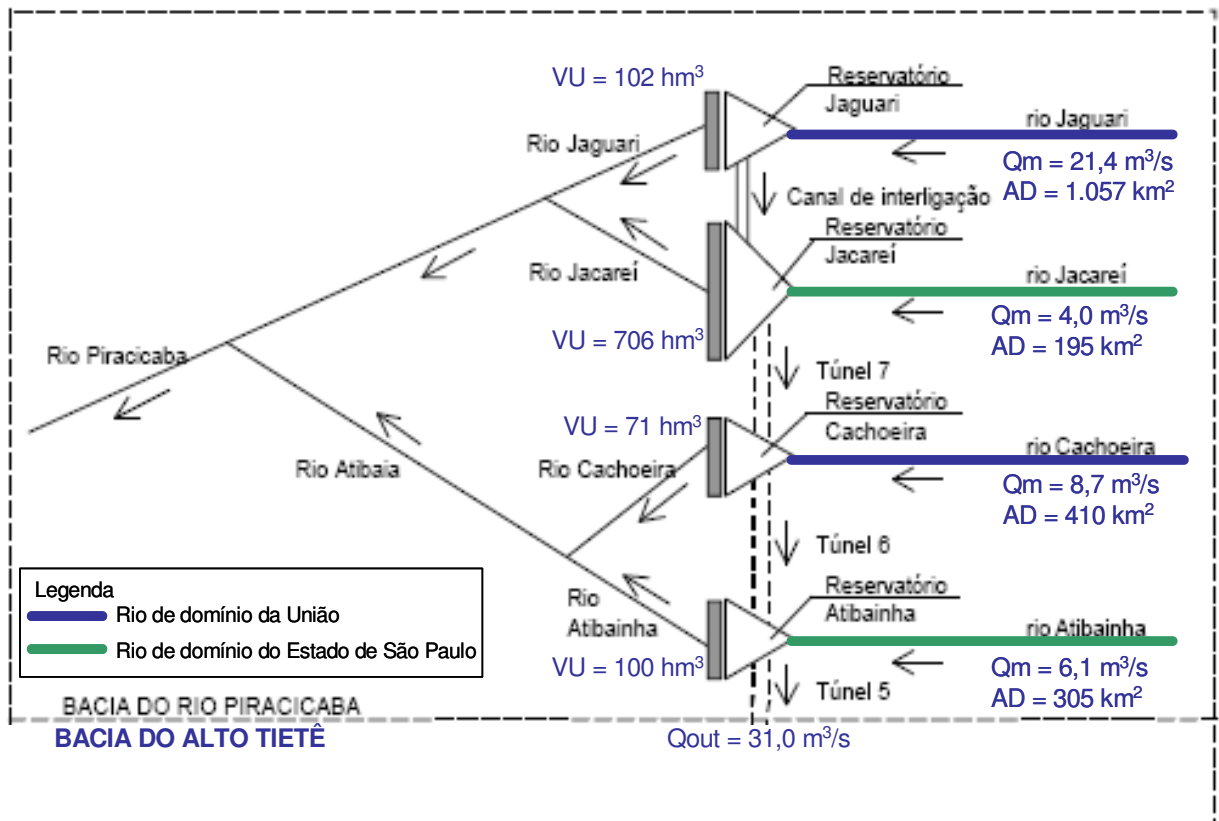 VU = 102 hm³
Reservatório
Jaguari
rio Jaguari
Qm = 21,4 m³/s
AD = 1.057 km²
Rio Jaguari
Canal de interligação
Reservatório
Jacareí
rio Jacareí
Qm = 4,0 m³/s
AD = 195 km²
Rio Jacareí
VU = 706 hm³
Rio Piracicaba
Túnel 7
Reservatório
Cachoeira
VU = 71 hm³
rio Cachoeira
Qm = 8,7 m³/s
AD = 410 km²
Rio Atibaia
Rio Cachoeira
Túnel 6
Reservatório
Atibainha
rio Atibainha
Qm = 6,1 m³/s
AD = 305 km²
Rio
Atibainha
VU = 100 hm³
Túnel 5
Legenda
Rio de domínio da União
Rio de domínio do Estado de São Paulo
BACIA DO RIO PIRACICABA
BACIA DO ALTO TIETÊ
Qout = 31,0 m³/s